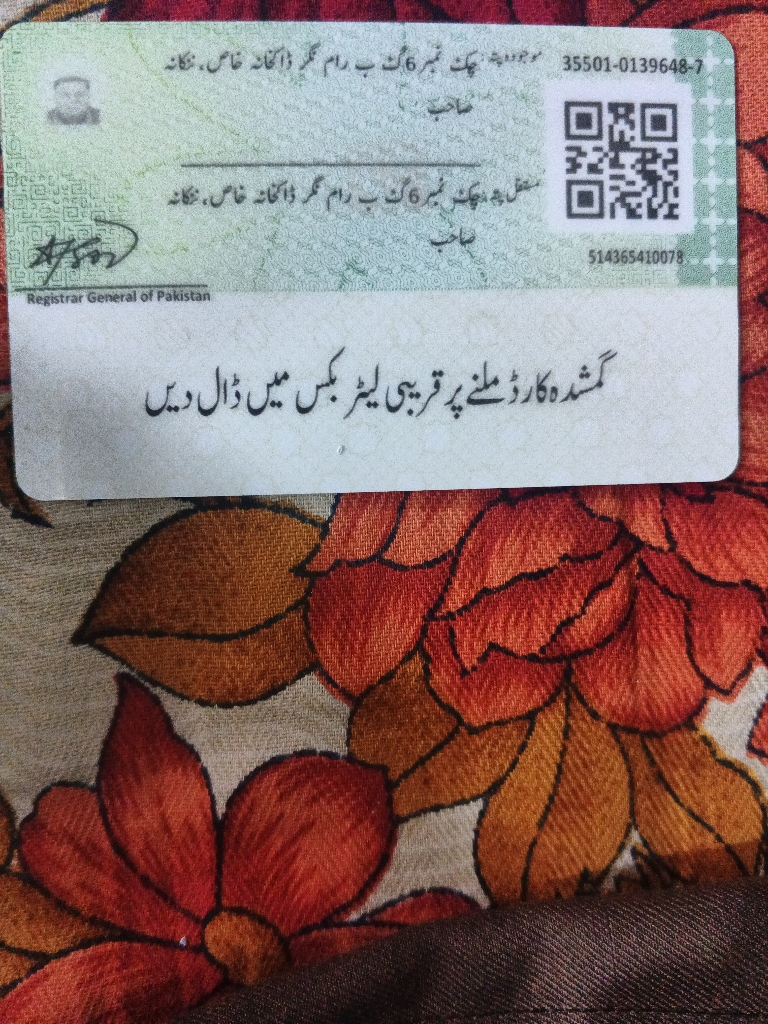 موجودہ پتہ: چک نمبر 6 گ ب رام نگر ڈاکخانہ خاص، ننکانہ
صاحب
35501-0139648-7
مستقل پتہ: چک نمبر 6 گ ب رام نگر ڈاکخانہ خاص، ننکانہ
صاحب
514365410078
Registrar General of Pakistan
گمشدہ کارڈ ملنے پر قریبی لیٹر بکس میں ڈال دیں